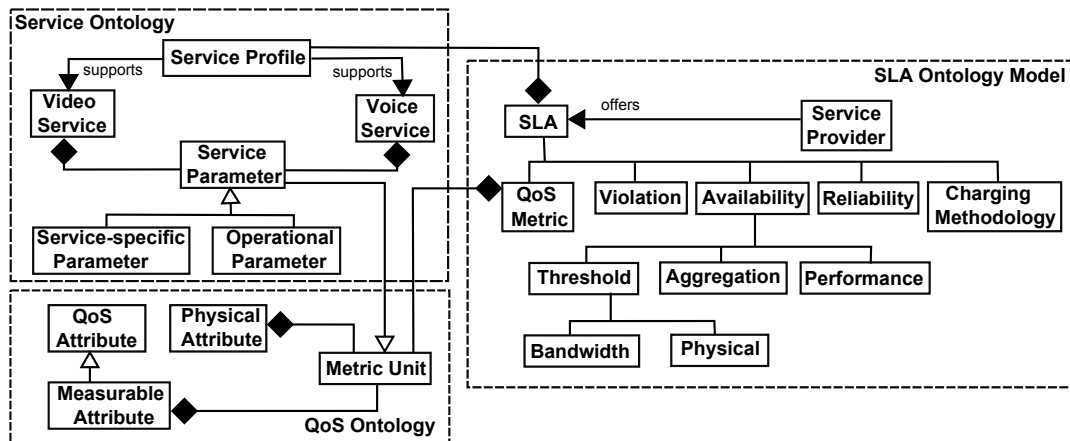 Service Ontology
Service Profile
supports
supports
Video
Service
Voice
Service
Service
Parameter
Service-specific
Parameter
Operational
Parameter
QoS
Attribute
Physical
Attribute
Metric Unit
Measurable
Attribute
QoS Ontology
SLA Ontology Model
SLA
offers
Service
Provider
QoS
Metric
Violation
Availability
Reliability
Charging
Methodology
Threshold
Aggregation
Performance
Bandwidth
Physical